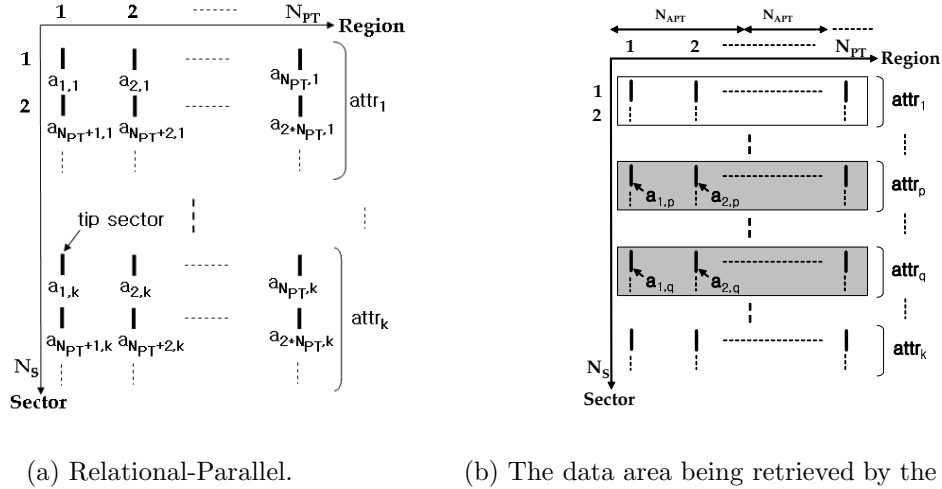 1 2 N_PT
Region
1
a_1,1 a_2,1 a_N_PT,1
attr_1
2
a_N_PT+1,1 a_N_PT+2,1 a_2*N_PT,1
tip sector
a_1,k a_2,k a_N_PT,k
attr_k
a_N_PT+1,k a_N_PT+2,k a_2*N_PT,k
N_S
Sector
(a) Relational-Parallel.
N_APT N_APT
1 2 N_PT
Region
1
attr_1
2
attr_p
a_1,p a_2,p
attr_q
a_1,q a_2,q
attr_k
N_S
Sector
(b) The data area being retrieved by the